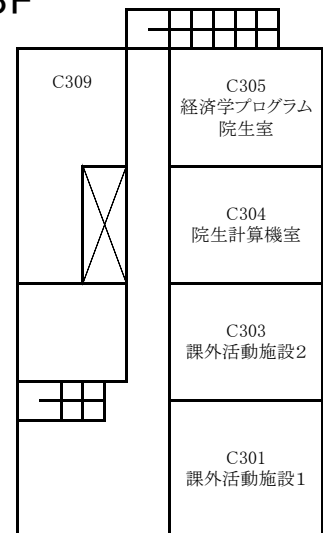 3F
C309
C305
経済学プログラム
院生室
C304
院生計算機室
C303
課外活動施設2
C301
課外活動施設1